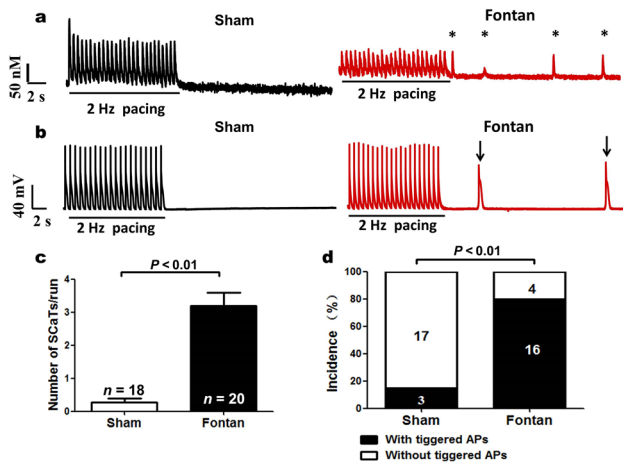 a
Sham
Fontan
* * * *
50 nM
2 s
2 Hz pacing
2 Hz pacing
b
Sham
Fontan
40 mV
2 s
2 Hz pacing
2 Hz pacing
c
P < 0.01
Number of SCaTs/run
4
3
2
1
0
n = 18
n = 20
Sham
Fontan
d
P < 0.01
Incidence (%)
100
80
60
40
20
0
17
3
4
16
Sham
Fontan
With tiggered APs
Without tiggered APs